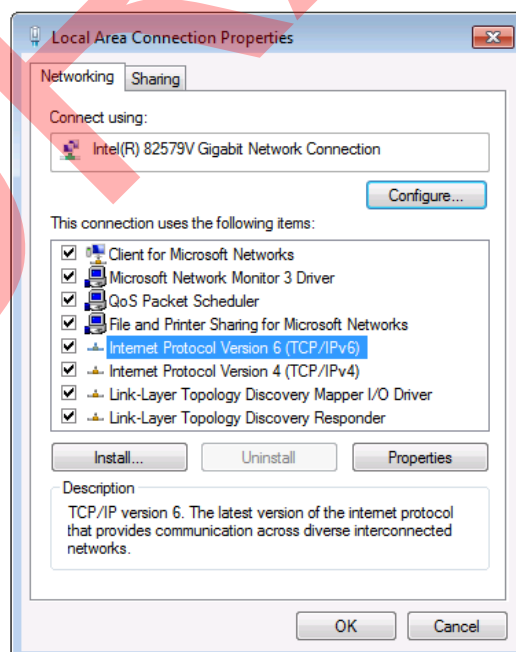 Local Area Connection Properties
Networking
Sharing
Connect using:
Intel(R) 82579V Gigabit Network Connection
Configure...
This connection uses the following items:
Client for Microsoft Networks
Microsoft Network Monitor 3 Driver
QoS Packet Scheduler
File and Printer Sharing for Microsoft Networks
Internet Protocol Version 6 (TCP/IPv6)
Internet Protocol Version 4 (TCP/IPv4)
Link-Layer Topology Discovery Mapper I/O Driver
Link-Layer Topology Discovery Responder
Install...
Uninstall
Properties
Description
TCP/IP version 6. The latest version of the internet protocol
that provides communication across diverse interconnected
networks.
OK
Cancel